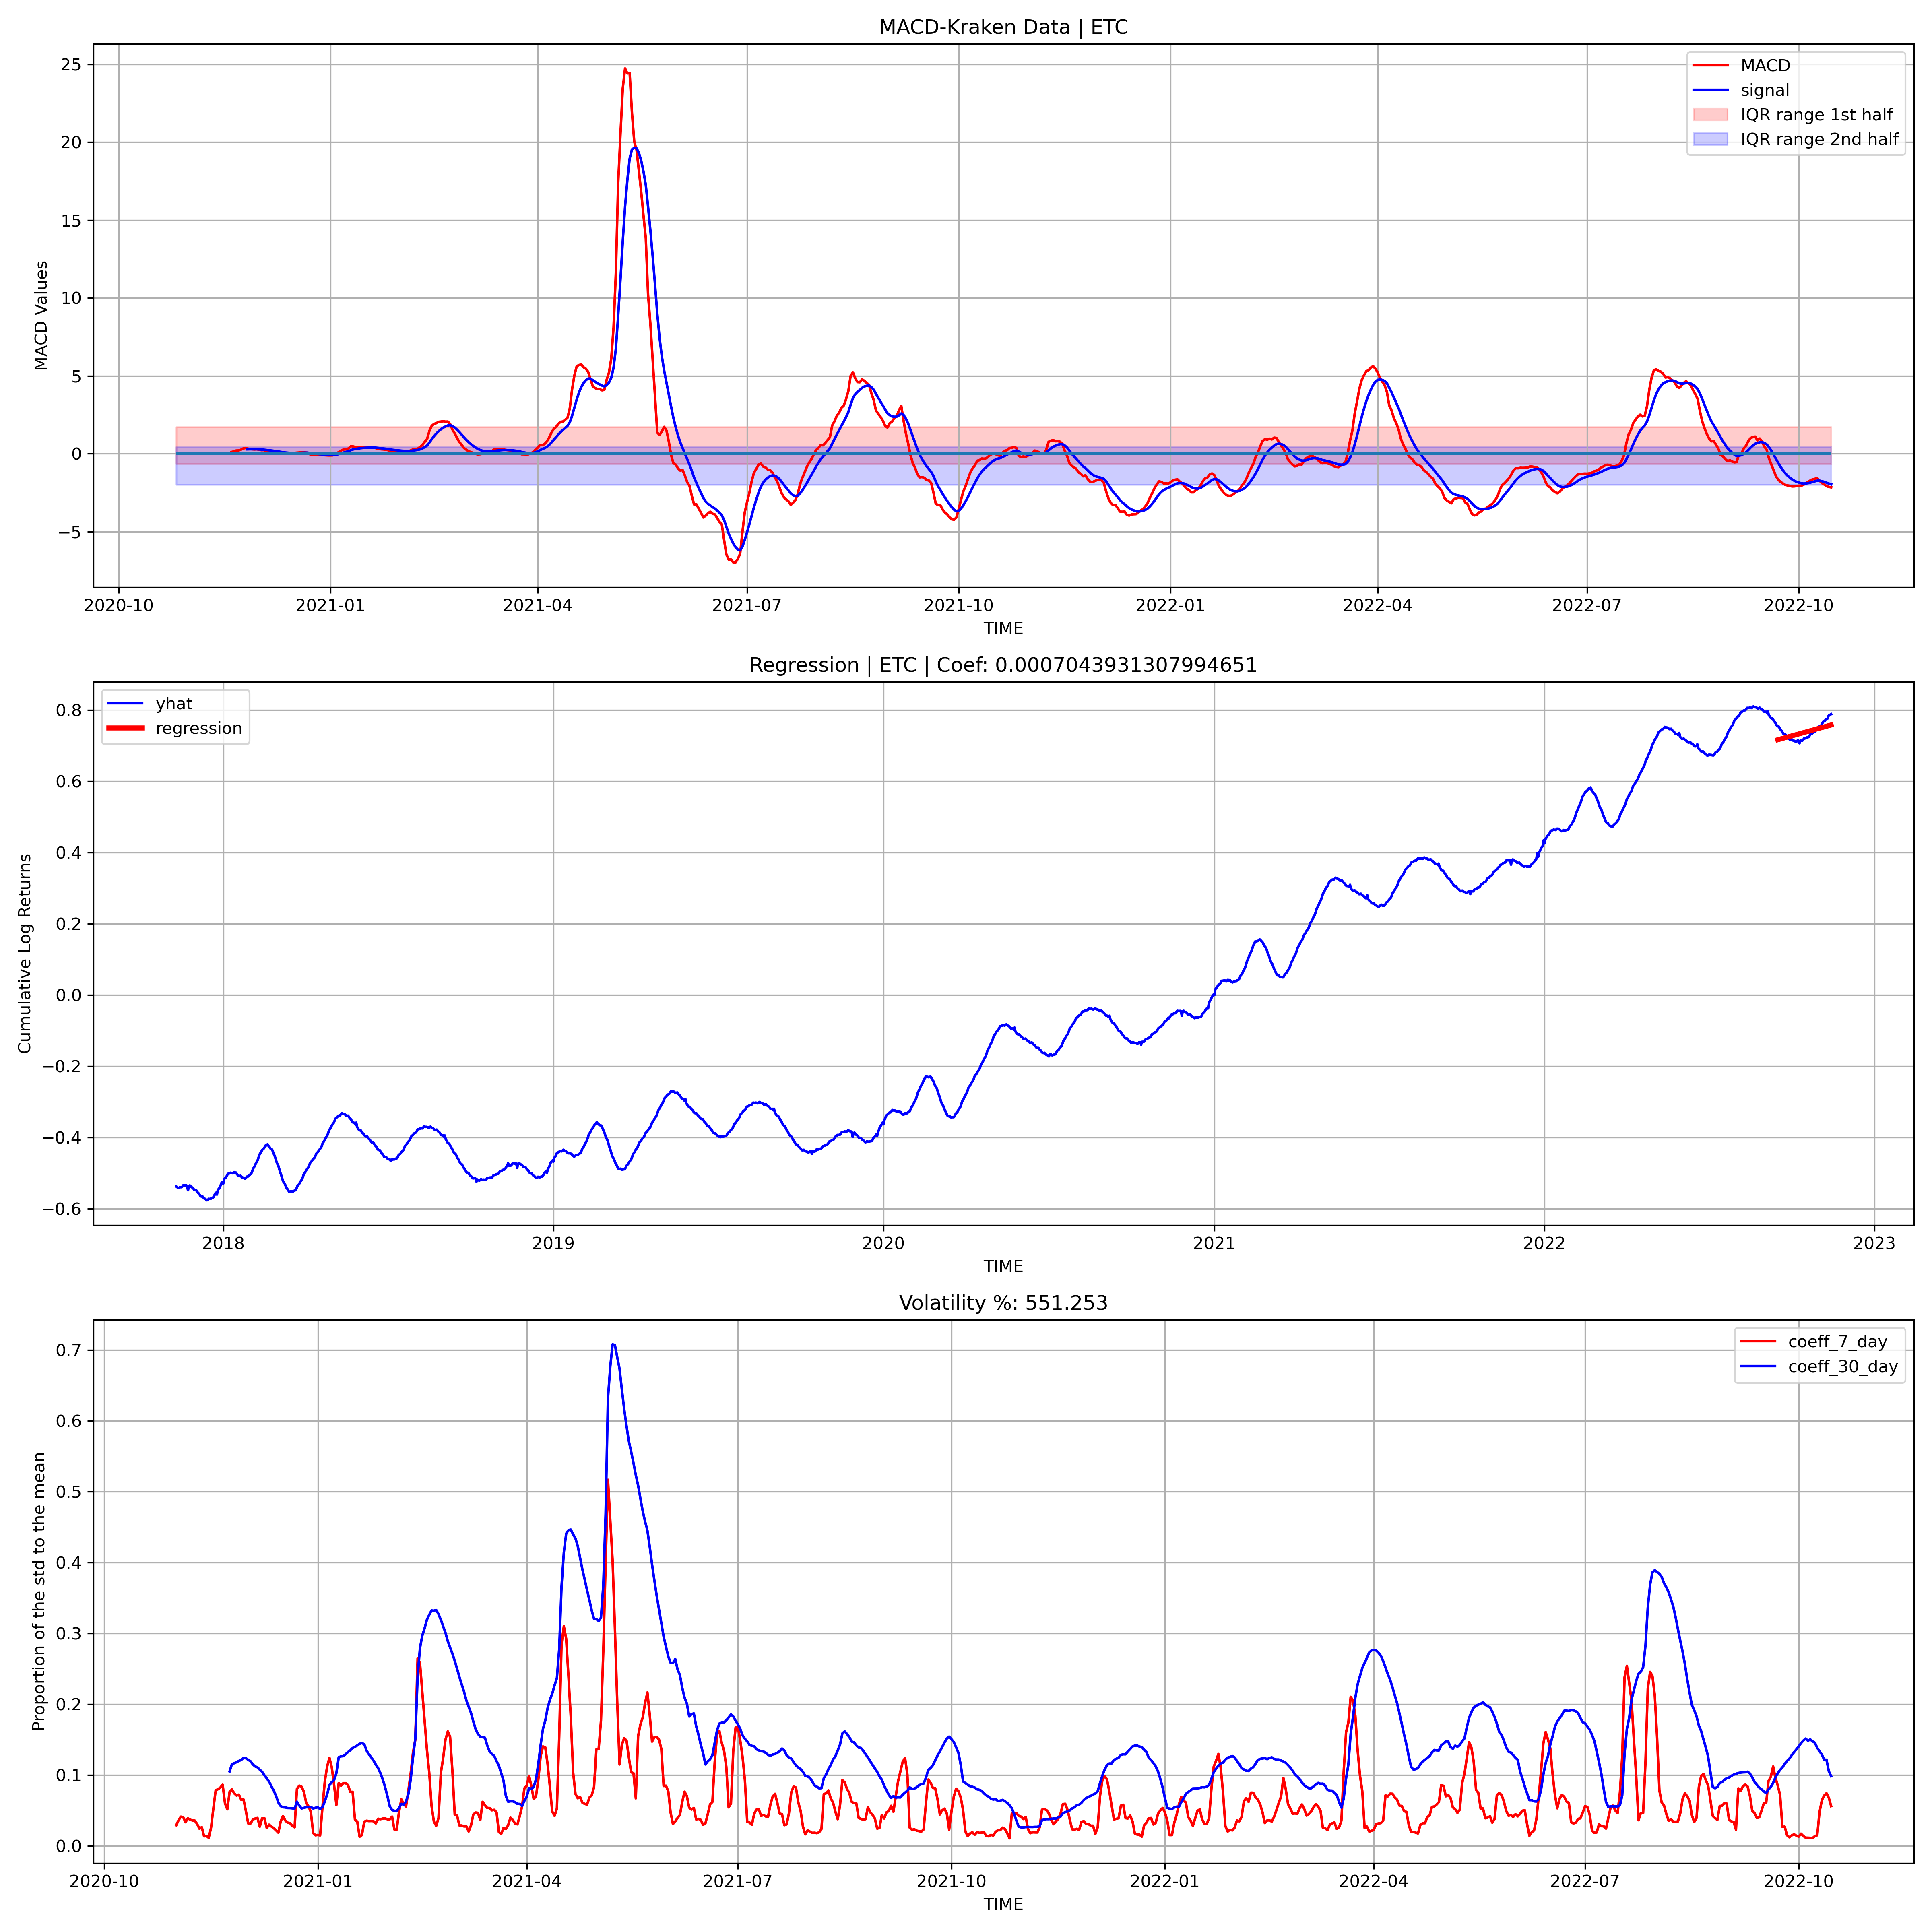 MACD-Kraken Data | ETC
MACD Values
25
20
15
10
5
0
−5
MACD
signal
IQR range 1st half
IQR range 2nd half
2020-10 2021-01 2021-04 2021-07 2021-10 2022-01 2022-04 2022-07 2022-10
TIME
Regression | ETC | Coef: 0.0007043931307994651
Cumulative Log Returns
0.8
0.6
0.4
0.2
0.0
−0.2
−0.4
−0.6
yhat
regression
2018 2019 2020 2021 2022 2023
TIME
Volatility %: 551.253
Proportion of the std to the mean
0.7
0.6
0.5
0.4
0.3
0.2
0.1
0.0
coeff_7_day
coeff_30_day
2020-10 2021-01 2021-04 2021-07 2021-10 2022-01 2022-04 2022-07 2022-10
TIME